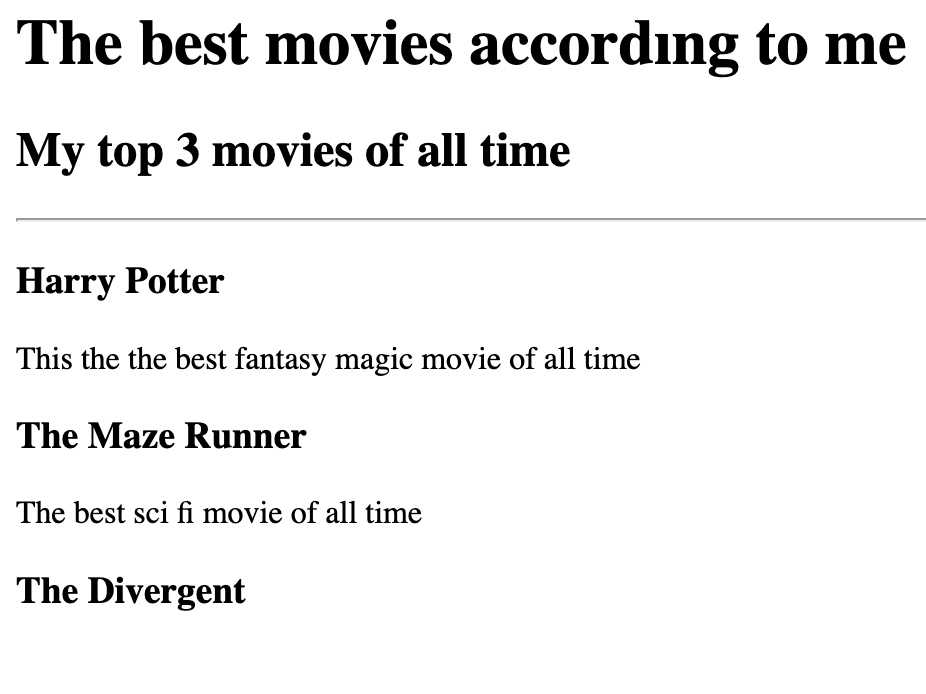 The best movies accordıng to me
My top 3 movies of all time
Harry Potter
This the the best fantasy magic movie of all time
The Maze Runner
The best sci fi movie of all time
The Divergent